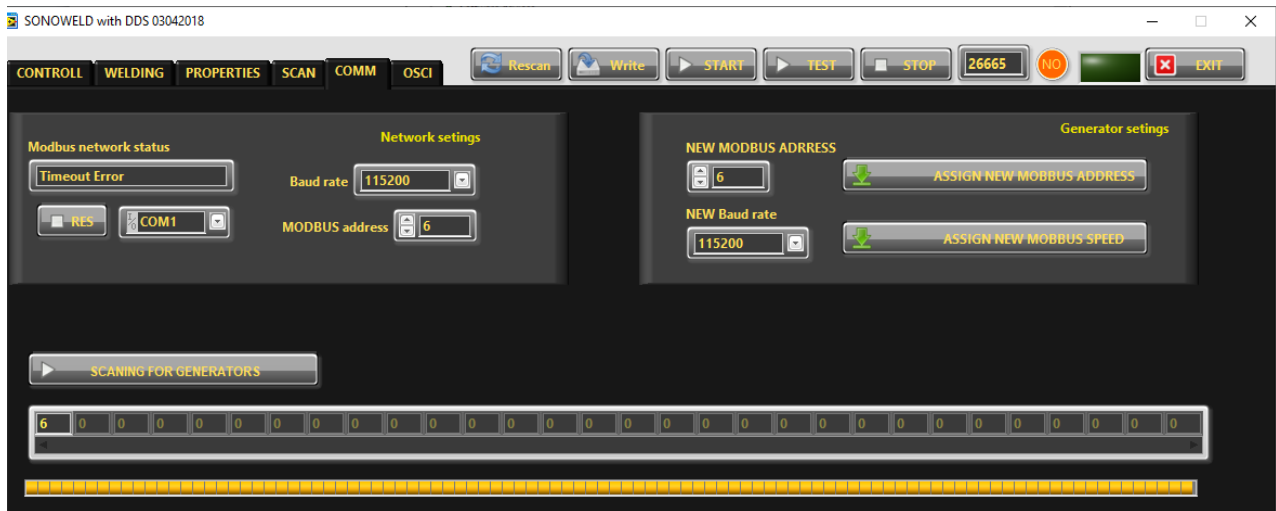 SONOWELD with DDS 03042018
CONTROLL WELDING PROPERTIES SCAN COMM OSCI Rescan Write START TEST STOP 26665 NO EXIT
Network setings
Modbus network status
Timeout Error
Baud rate 115200
RES I/O COM1
MODBUS address 6
Generator setings
NEW MODBUS ADRRESS
6 ASSIGN NEW MOBBUS ADDRESS
NEW Baud rate
115200 ASSIGN NEW MOBBUS SPEED
SCANING FOR GENERATORS
6 0 0 0 0 0 0 0 0 0 0 0 0 0 0 0 0 0 0 0 0 0 0 0 0 0 0 0 0 0